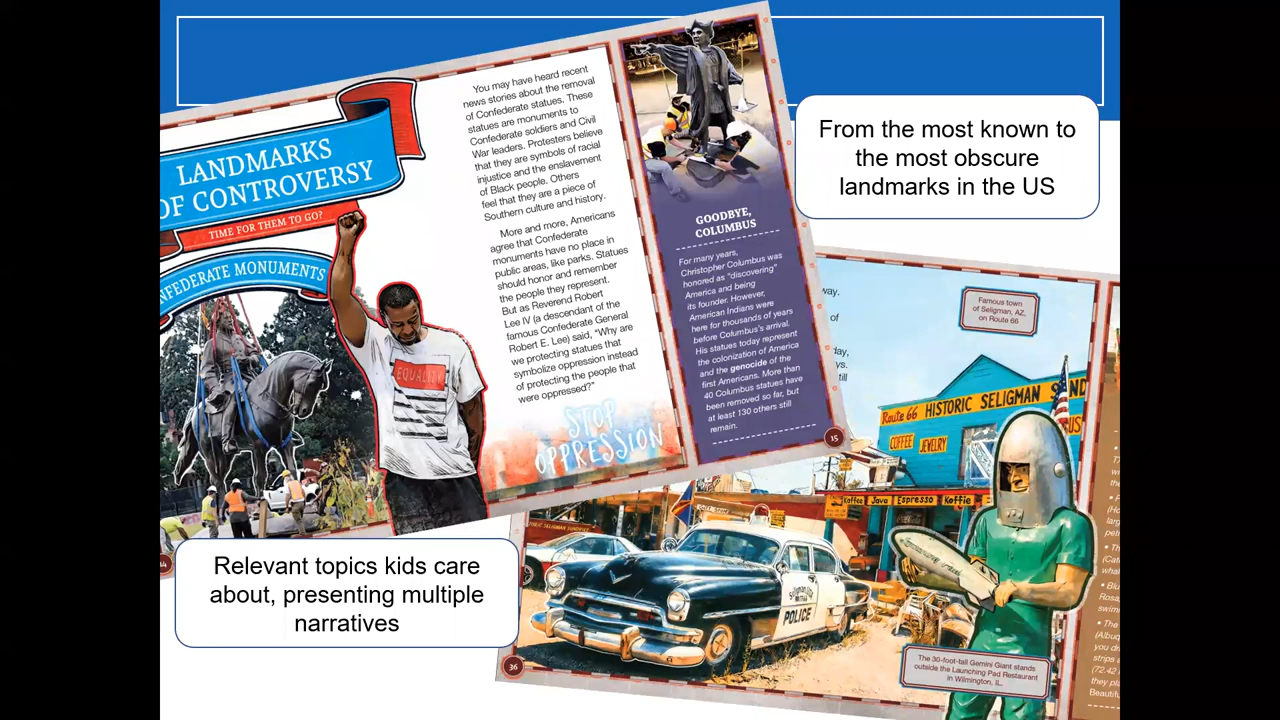 LANDMARKS
OF CONTROVERSY
TIME FOR THEM TO GO?
NFEDERATE MONUMENTS
EQUALITY
14
You may have heard recent
news stories about the removal
of Confederate statues. These
statues are monuments to
Confederate soldiers and Civil
War leaders. Protesters believe
that they are symbols of racial
injustice and the enslavement
of Black people. Others
feel that they are a piece of
Southern culture and history.
More and more, Americans
agree that Confederate
monuments have no place in
public areas, like parks. Statues
should honor and remember
the people they represent.
But as Reverend Robert
Lee IV (a descendant of the
famous Confederate General
Robert E. Lee) said, “Why are
we protecting statues that
symbolize oppression instead
of protecting the people that
were oppressed?”
STOP
OPPRESSION
GOODBYE,
COLUMBUS
For many years,
Christopher Columbus was
honored as “discovering”
America and being
its founder. However,
American Indians were
here for thousands of years
before Columbus's arrival.
His statues today represent
the colonization of America
and the genocide of the
first Americans. More than
40 Columbus statues have
been removed so far, but
at least 130 others still
remain.
15
From the most known to
the most obscure
landmarks in the US
Relevant topics kids care
about, presenting multiple
narratives
way.
of
day,
ys.
till
Famous town
of Seligman, AZ,
on Route 66
Route 66 HISTORIC SELIGMAN SUND
COFFEE JEWELRY
US
Koffee Java Espresso Koffie
HISTORIC SELIGMAN SUNDRIES
POLICE
36
The 30-foot-tall Gemini Giant stands
outside the Launching Pad Restaurant
in Wilmington, IL.